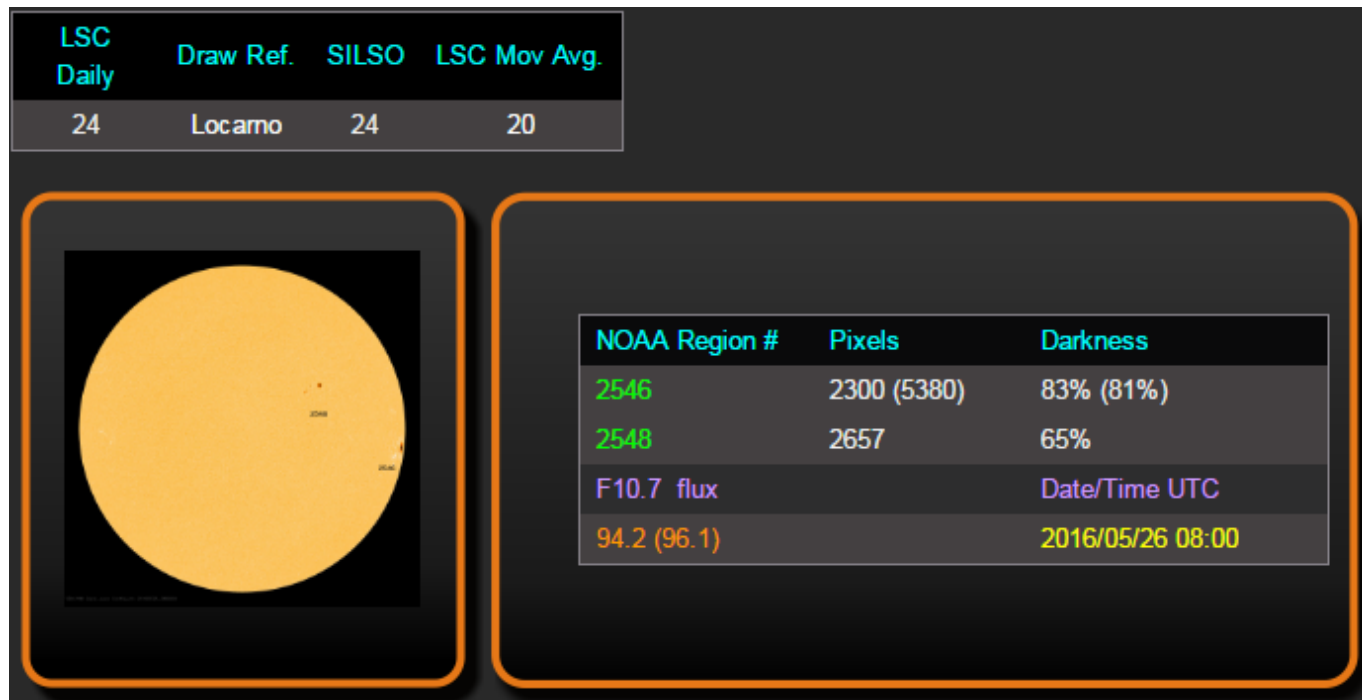 LSC Daily Draw Ref. SILSO LSC Mov Avg.
24 Locarno 24 20
2548
2546
NOAA Region # Pixels Darkness
2546 2300 (5380) 83% (81%)
2548 2657 65%
F10.7 flux Date/Time UTC
94.2 (96.1) 2016/05/26 08:00